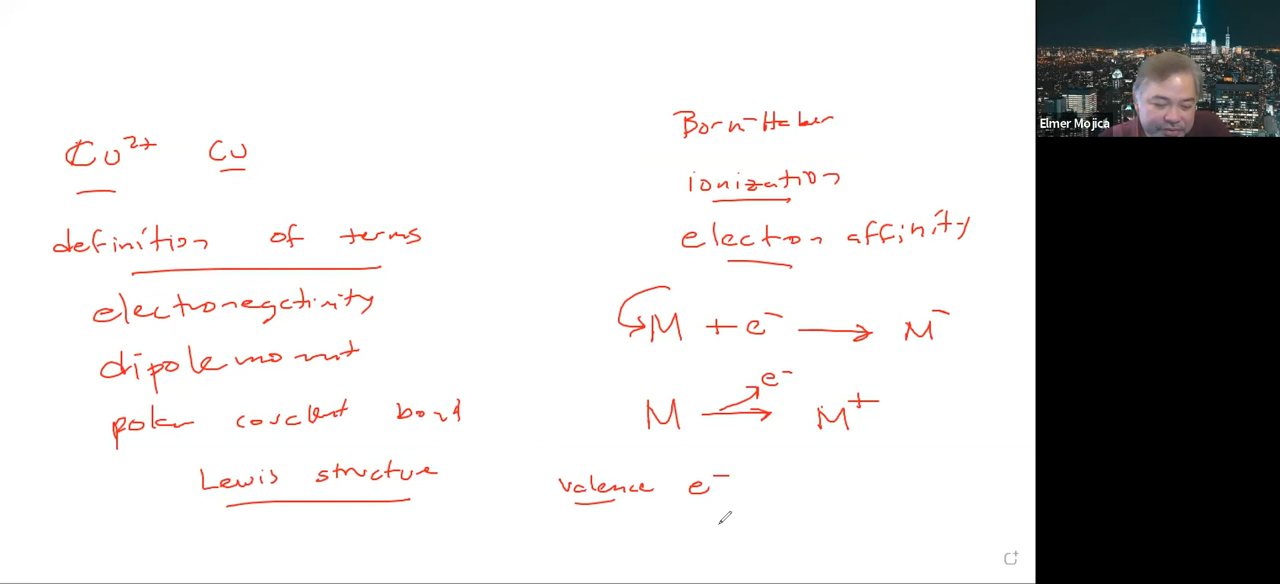 Cu²⁺ Cu
definition of terms
electronegativity
dipole moment
polar covalent bond
Lewis structure
Born-Haber
ionization
electron affinity
M + e⁻ → M⁻
M → M⁺
e⁻
valence e⁻
Elmer Mojica